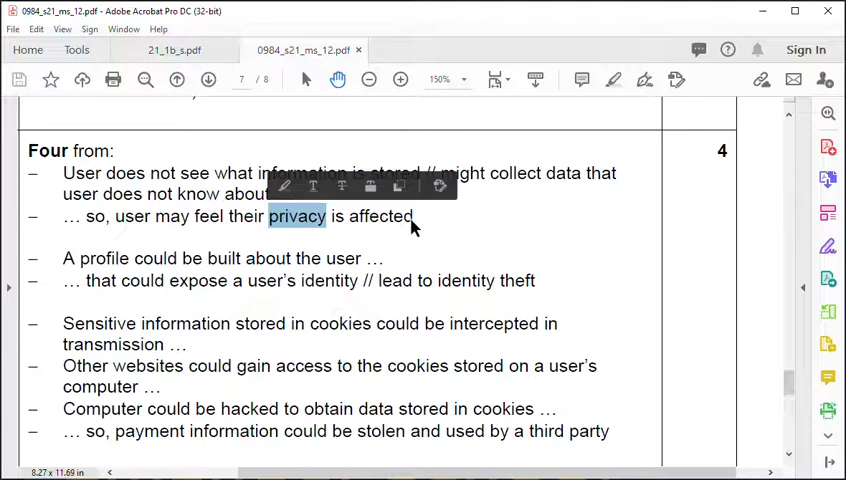 0984_s21_ms_12.pdf - Adobe Acrobat Pro DC (32-bit)
File Edit View Sign Window Help
Home Tools 21_1b_s.pdf 0984_s21_ms_12.pdf × Sign In
7 / 8 150%
Four from: 4
– User does not see what information is stored // might collect data that
user does not know about
– … so, user may feel their privacy is affected
– A profile could be built about the user …
– … that could expose a user’s identity // lead to identity theft
– Sensitive information stored in cookies could be intercepted in
transmission …
– Other websites could gain access to the cookies stored on a user’s
computer …
– Computer could be hacked to obtain data stored in cookies …
– … so, payment information could be stolen and used by a third party
8.27 x 11.69 in